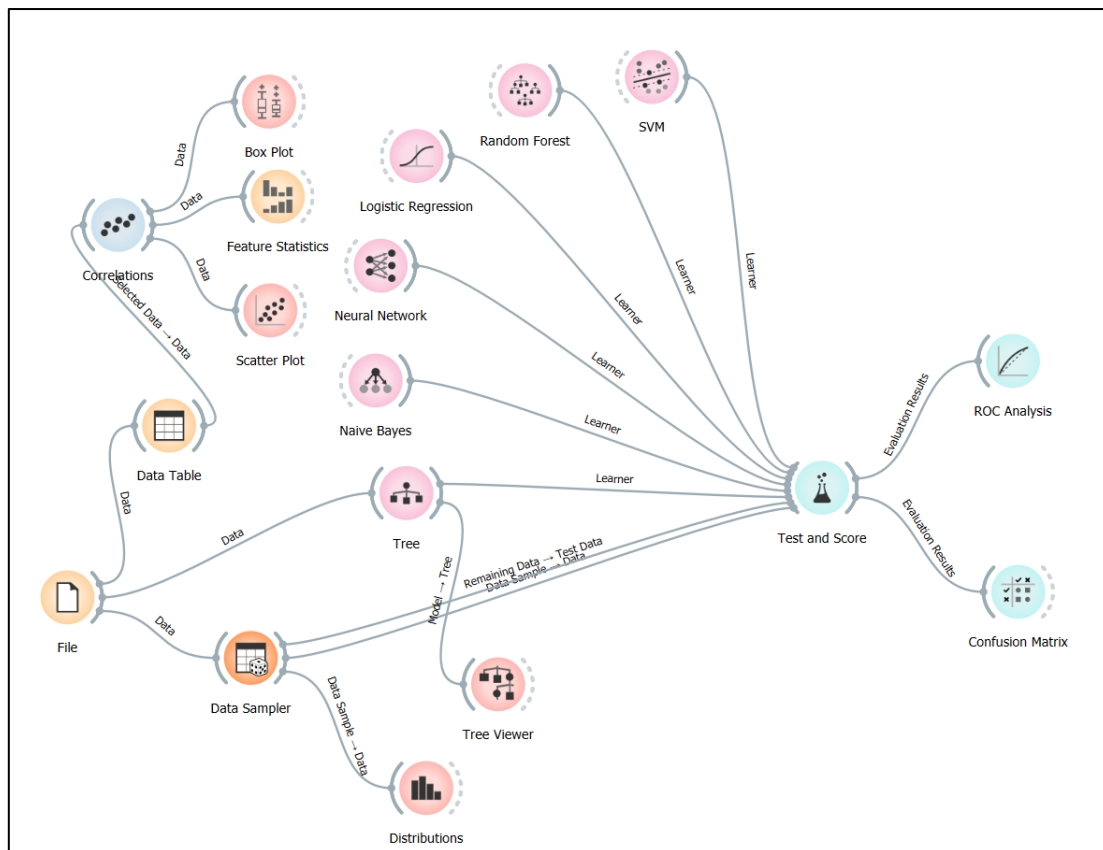 SVM
Random Forest
Box Plot
Data
Logistic Regression
Data
Feature Statistics
Correlations
Data
Selected Data → Data
Learner
Learner
Learner
Neural Network
Scatter Plot
Learner
Naive Bayes
Learner
ROC Analysis
Evaluation Results
Data Table
Data
Learner
Tree
Data
Test and Score
Remaining Data → Test Data
Data Sample → Data
Evaluation Results
Model → Tree
File
Data
Confusion Matrix
Data Sampler
Tree Viewer
Data Sample → Data
Distributions